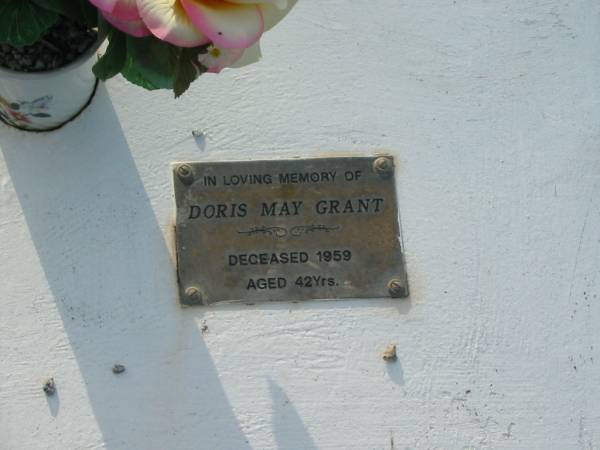 IN LOVING MEMORY OF
DORIS MAY GRANT
DECEASED 1959
AGED 42Yrs.